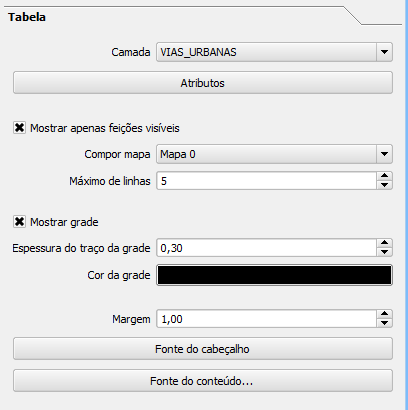 Tabela
Camada VIAS_URBANAS
Atributos
Mostrar apenas feições visíveis
Compor mapa Mapa 0
Máximo de linhas 5
Mostrar grade
Espessura do traço da grade 0,30
Cor da grade
Margem 1,00
Fonte do cabeçalho
Fonte do conteúdo...